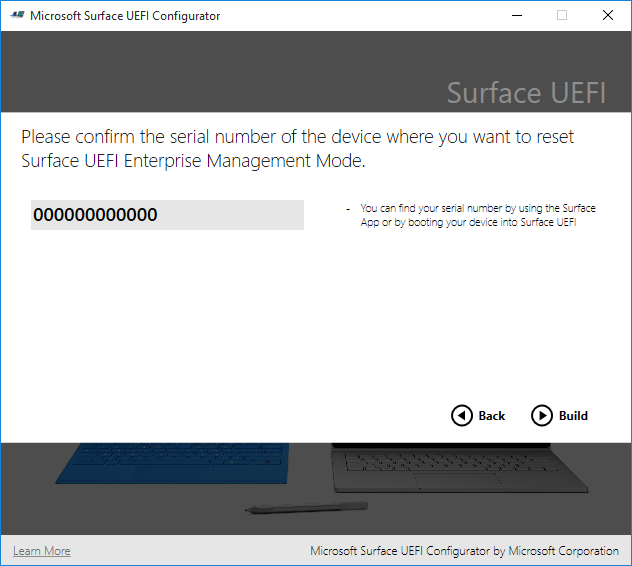 Microsoft Surface UEFI Configurator
Surface UEFI
Please confirm the serial number of the device where you want to reset
Surface UEFI Enterprise Management Mode.
000000000000
- You can find your serial number by using the Surface
App or by booting your device into Surface UEFI
Back
Build
Learn More
Microsoft Surface UEFI Configurator by Microsoft Corporation